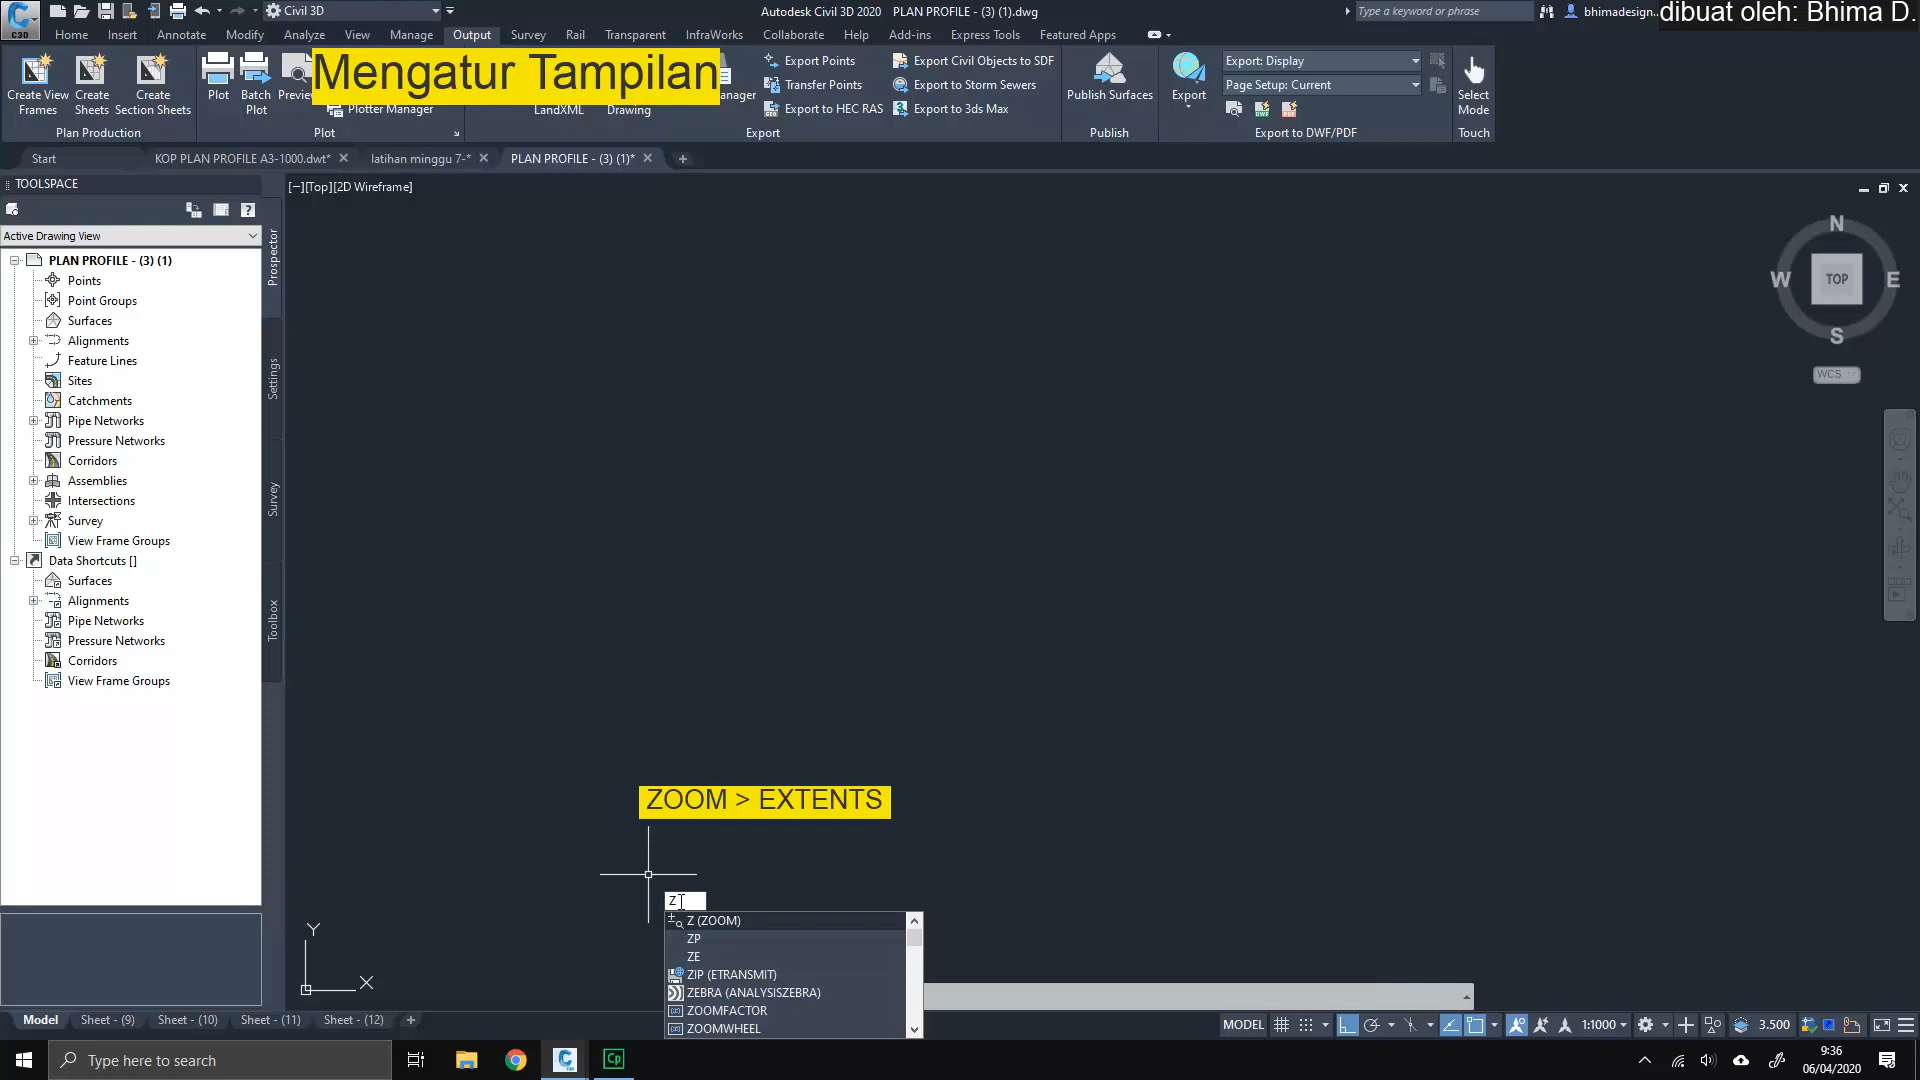 Civil 3D
Autodesk Civil 3D 2020 PLAN PROFILE - (3) (1).dwg
Type a keyword or phrase
bhimadesign...
dibuat oleh: Bhima D.
C3D
Home Insert Annotate Modify Analyze View Manage Output Survey Rail Transparent InfraWorks Collaborate Help Add-ins Express Tools Featured Apps
Mengatur Tampilan
Create View Frames
Create Sheets
Create Section Sheets
Plan Production
Plot
Batch Plot
Preview
Plotter Manager
Plot
LandXML
Drawing
Export Points
Transfer Points
Export to HEC RAS
Export Civil Objects to SDF
Export to Storm Sewers
Export to 3ds Max
Export
Publish Surfaces
Publish
Export
Export: Display
Page Setup: Current
Export to DWF/PDF
Select Mode
Touch
Start
KOP PLAN PROFILE A3-1000.dwt*
latihan minggu 7-*
PLAN PROFILE - (3) (1)*
TOOLSPACE
[−][Top][2D Wireframe]
Active Drawing View
PLAN PROFILE - (3) (1)
Points
Point Groups
Surfaces
Alignments
Feature Lines
Sites
Catchments
Pipe Networks
Pressure Networks
Corridors
Assemblies
Intersections
Survey
View Frame Groups
Data Shortcuts []
Surfaces
Alignments
Pipe Networks
Pressure Networks
Corridors
View Frame Groups
Prospector
Settings
Survey
Toolbox
N
W TOP E
S
WCS
ZOOM > EXTENTS
Z
Z (ZOOM)
ZP
ZE
ZIP (ETRANSMIT)
ZEBRA (ANALYSISZEBRA)
ZOOMFACTOR
ZOOMWHEEL
Y
X
Model Sheet - (9) Sheet - (10) Sheet - (11) Sheet - (12)
MODEL
1:1000
3.500
Type here to search
Cp
9:36
06/04/2020